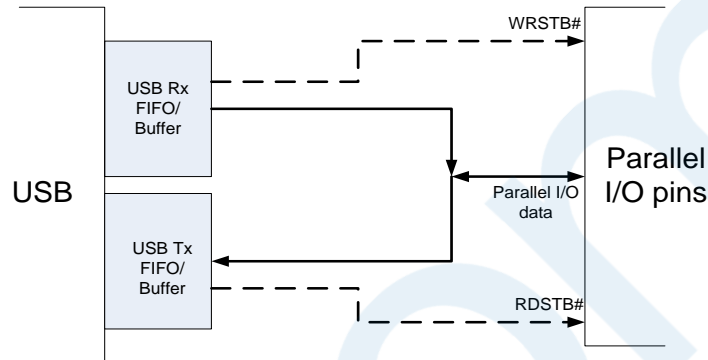 WRSTB#
USB Rx
FIFO/
Buffer
USB
Parallel
I/O pins
Parallel I/O
data
USB Tx
FIFO/
Buffer
RDSTB#